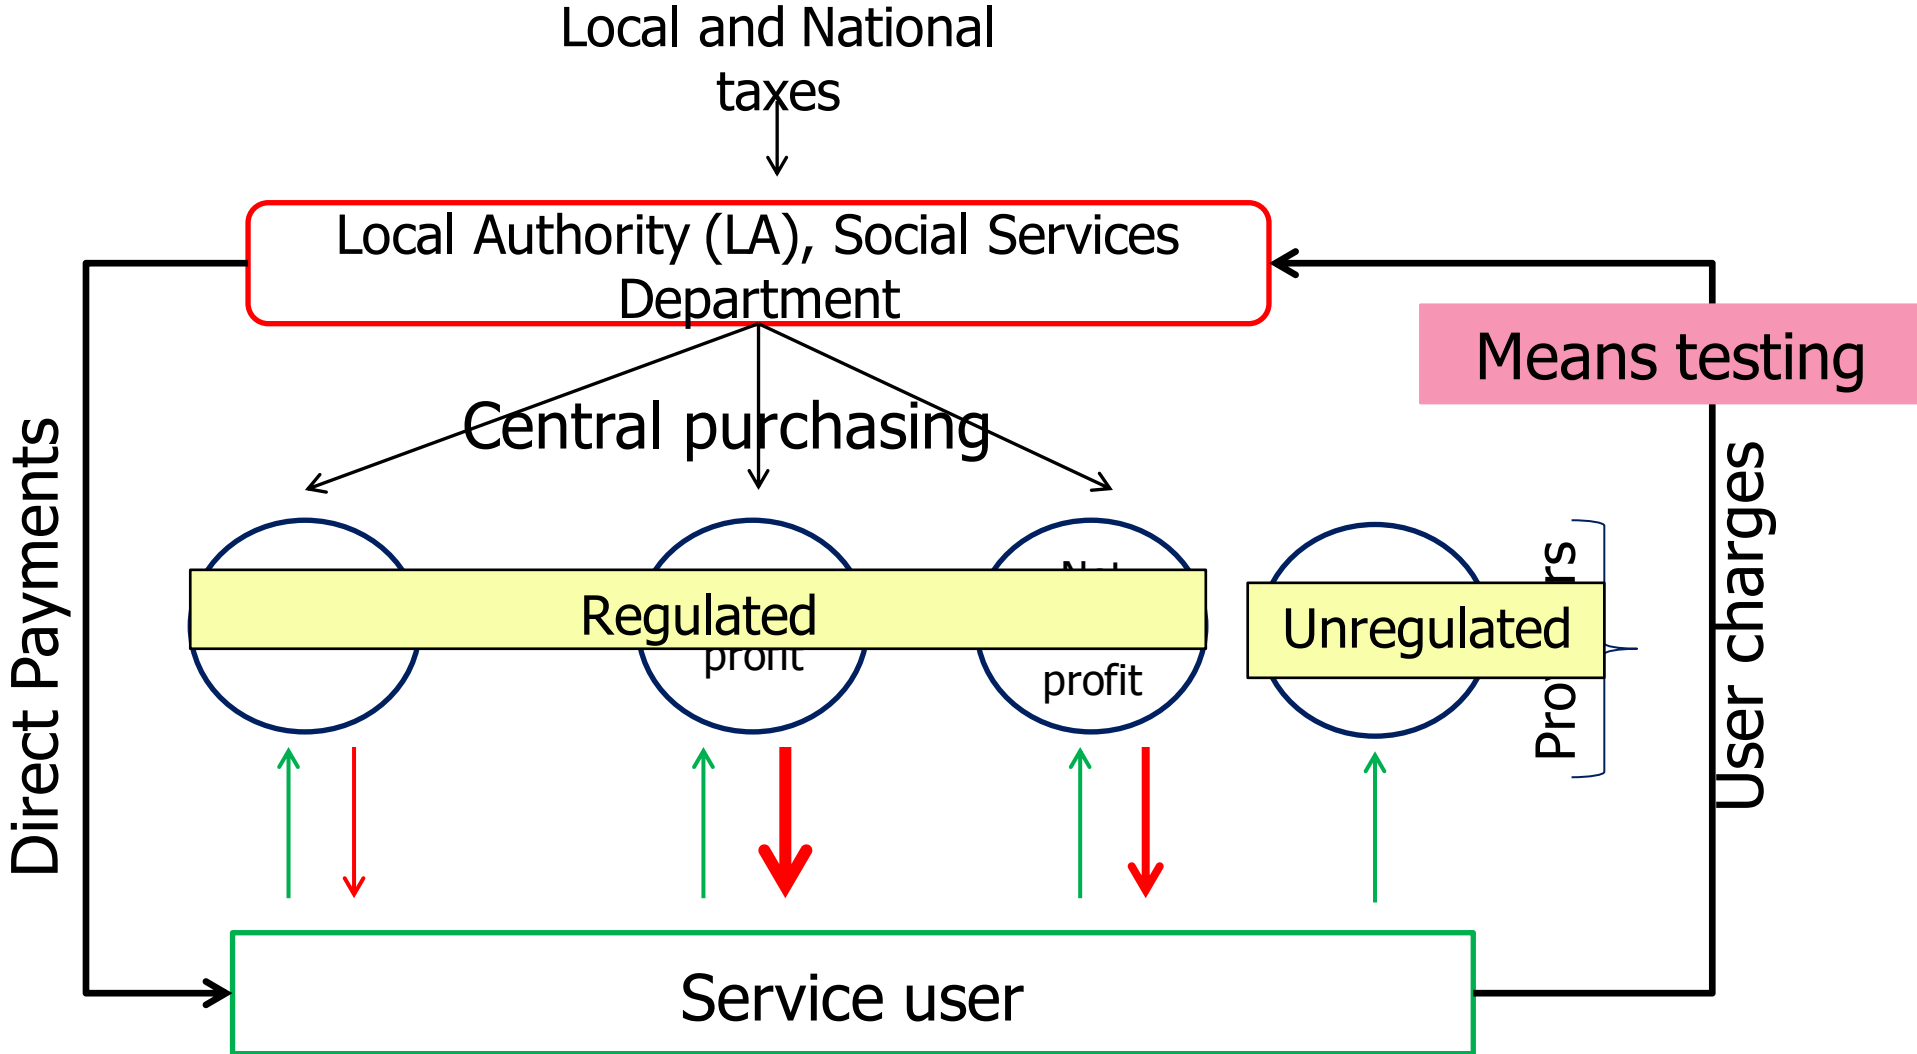 Local and National
taxes
Local Authority (LA), Social Services
Department
Means testing
Central purchasing
Direct Payments
User charges
Regulated
profit
profit
Unregulated
Service user